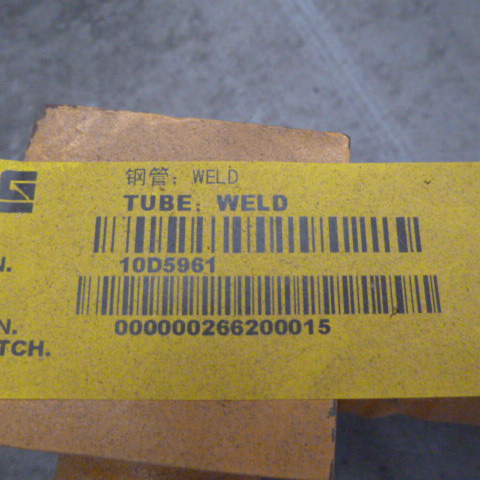 G
钢管: WELD
TUBE: WELD
N. 10D5961
N. 000000266200015
TCH.